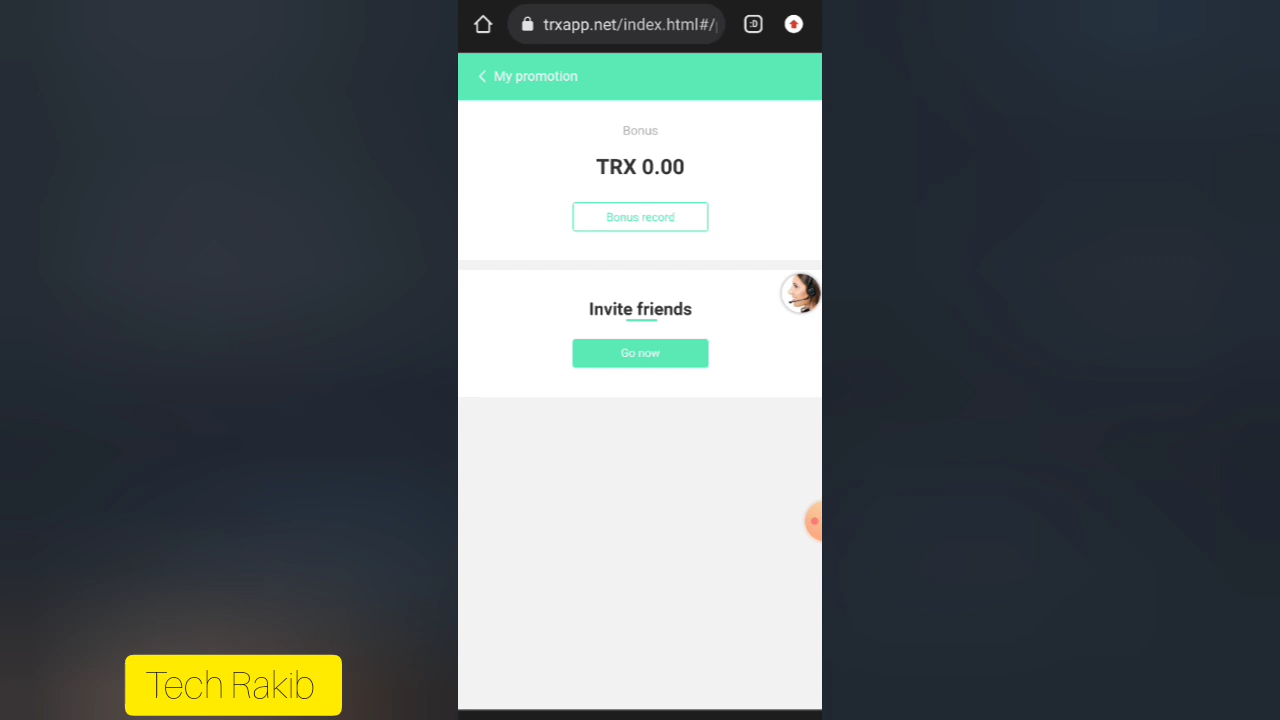 trxapp.net/index.html#/
:D
My promotion
Bonus
TRX 0.00
Bonus record
Invite friends
Go now
Tech Rakib